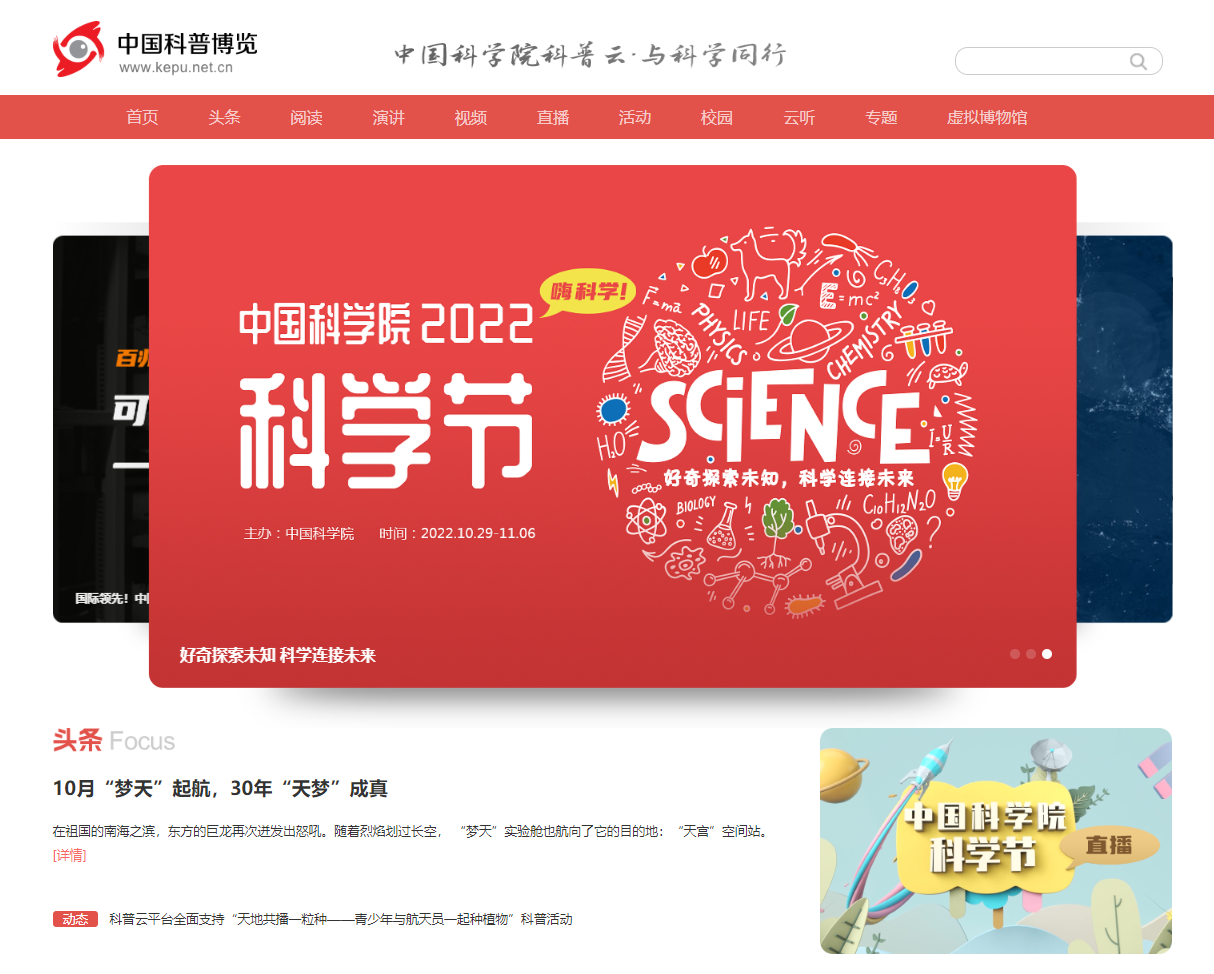 中国科普博览
www.kepu.net.cn
中国科学院科普云·与科学同行
首页 头条 阅读 演讲 视频 直播 活动 校园 云听 专题 虚拟博物馆
嗨 科学!
中国科学院 2022
科学节
主办：中国科学院 时间：2022.10.29-11.06
百兆
可
国际领先！中
F=ma
PHYSICS
LIFE
E=mc²
CHEMISTRY
SCiENCE
H₂O
I=U/R
好奇探索未知，科学连接未来
BIOLOGY
C₁₀H₁₂N₂O
好奇探索未知 科学连接未来
头条 Focus
10月“梦天”起航，30年“天梦”成真
在祖国的南海之滨，东方的巨龙再次迸发出怒吼。随着烈焰划过长空， “梦天”实验舱也航向了它的目的地：“天宫”空间站。
[详情]
动态 科普云平台全面支持“天地共播一粒种——青少年与航天员一起种植物”科普活动
中国科学院
科学节
直播